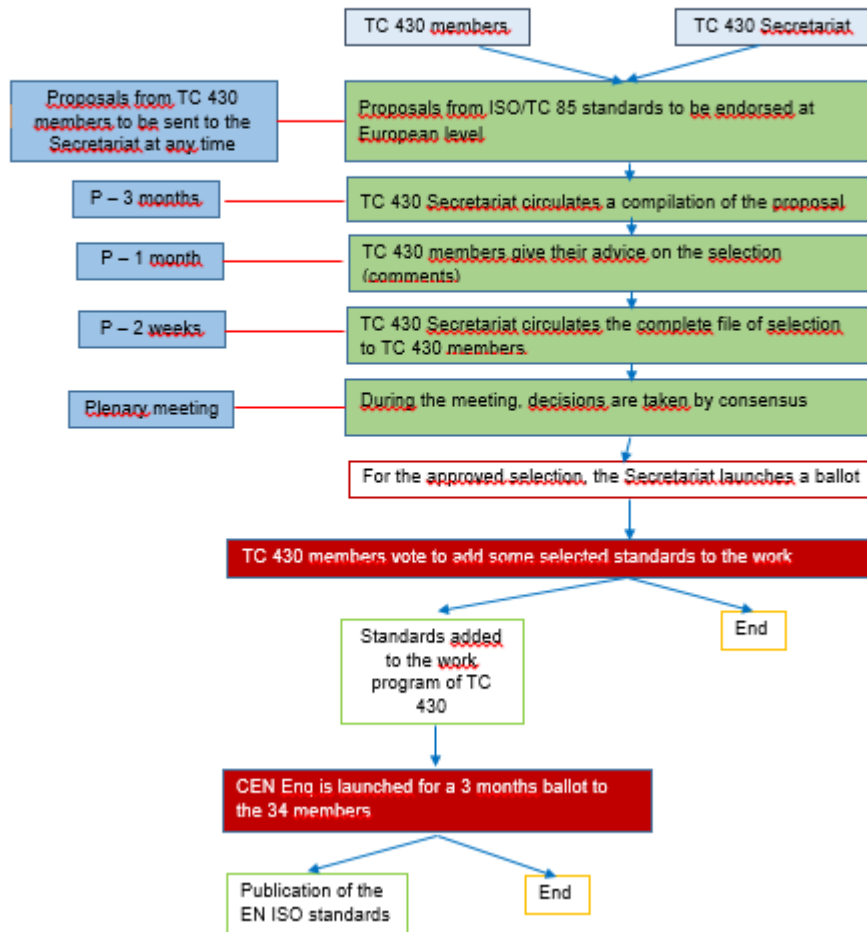 TC 430 members
TC 430 Secretariat
Proposals from TC 430
members to be sent to the
Secretariat at any time
Proposals from ISO/TC 85 standards to be endorsed at
European level
P – 3 months
TC 430 Secretariat circulates a compilation of the proposal
P – 1 month
TC 430 members give their advice on the selection
(comments)
P – 2 weeks
TC 430 Secretariat circulates the complete file of selection
to TC 430 members
Plenary meeting
During the meeting, decisions are taken by consensus
For the approved selection, the Secretariat launches a ballot
TC 430 members vote to add some selected standards to the work
Standards added
to the work
program of TC
430
End
CEN Enq is launched for a 3 months ballot to
the 34 members
Publication of the
EN ISO standards
End